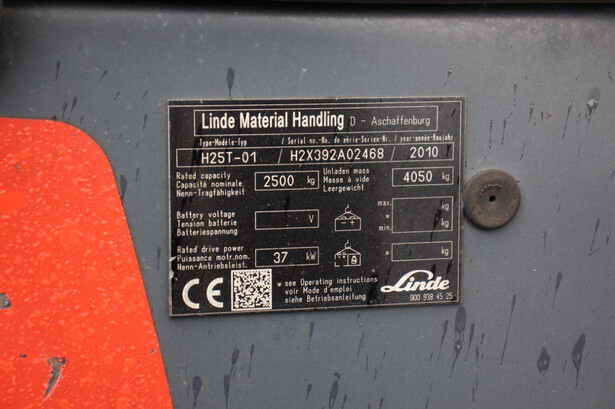 Linde Material Handling D - Aschaffenburg
Type-Modèle-Typ / Serial no.-No. de série-Serien-Nr. / year-année-Baujahr
H25T-01 / H2X392A02468 / 2010
Rated capacity
Capacité nominale
Nenn-Tragfähigkeit
2500 kg
Unladen mass
Masse à vide
Leergewicht
4050 kg
Battery voltage
Tension batterie
Batteriespannung
V
- +
max.
*
min.
kg
kg
Rated drive power
Puissance motr.nom.
Nenn-Antriebsleist.
37 kW
* kg
CE
* see Operating instructions
voir Mode d'emploi
siehe Betriebsanleitung
Linde
000 938 45 25